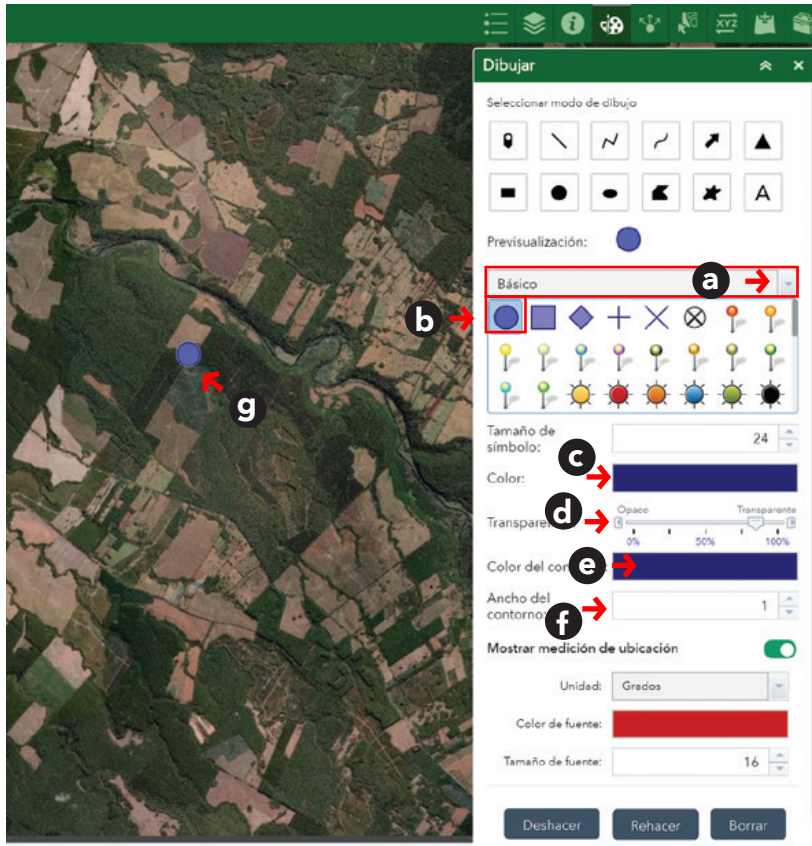 XYZ
Dibujar
Seleccionar modo de dibujo
A
Previsualización:
Básico
a
b
g
Tamaño de
símbolo:
24
c
Color:
d
Opaco
Transparente
0%
50%
100%
Color del
e
Ancho del
contorno:
1
f
Mostrar medición de ubicación
Unidad:
Grados
Color de fuente:
Tamaño de fuente:
16
Deshacer
Rehacer
Borrar